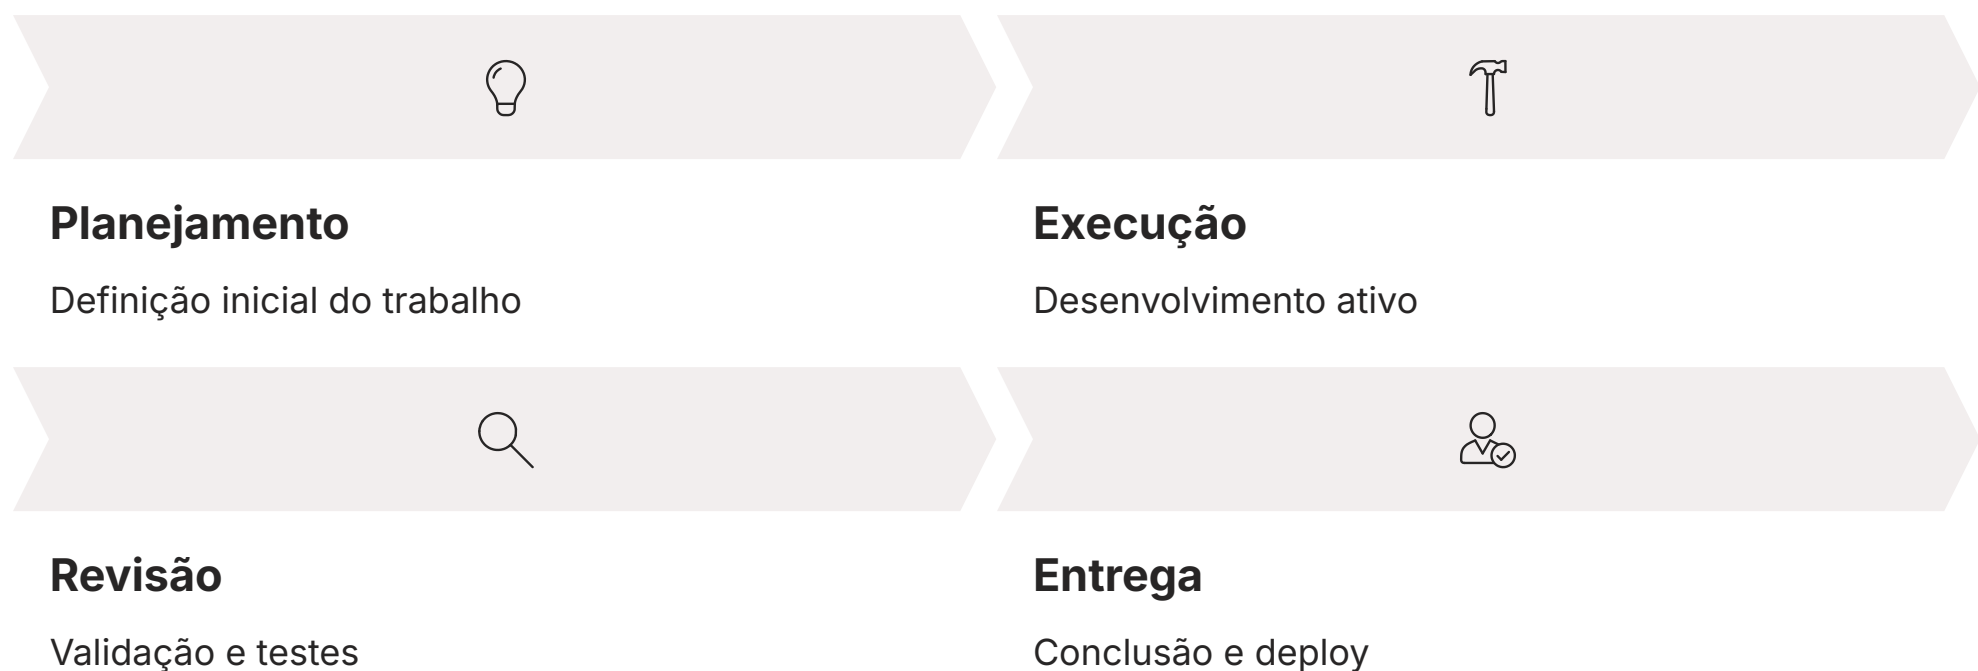 Planejamento
Definição inicial do trabalho
Execução
Desenvolvimento ativo
Revisão
Validação e testes
Entrega
Conclusão e deploy